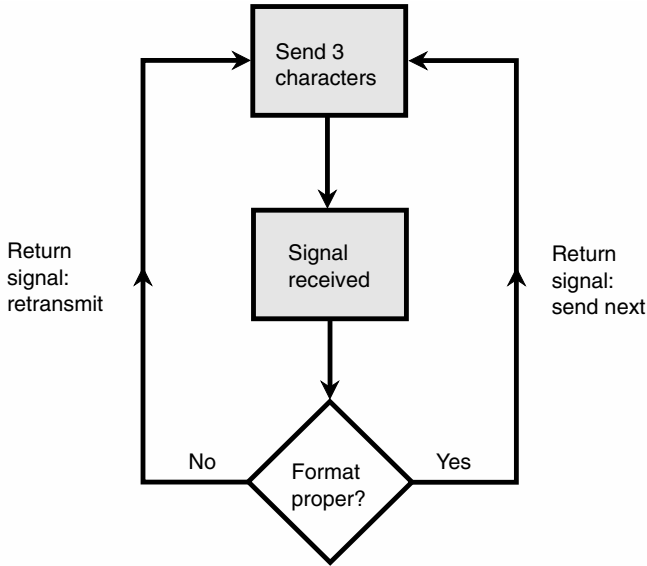 Send 3
characters
Signal
received
Return
signal:
retransmit
Return
signal:
send next
No
Format
proper?
Yes